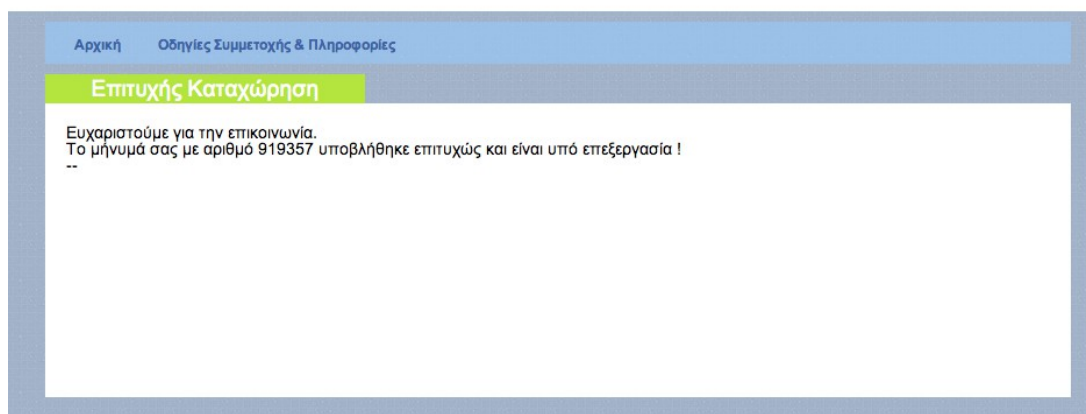 Αρχική Οδηγίες Συμμετοχής & Πληροφορίες
Επιτυχής Καταχώρηση
Ευχαριστούμε για την επικοινωνία.
Το μήνυμά σας με αριθμό 919357 υποβλήθηκε επιτυχώς και είναι υπό επεξεργασία !
--